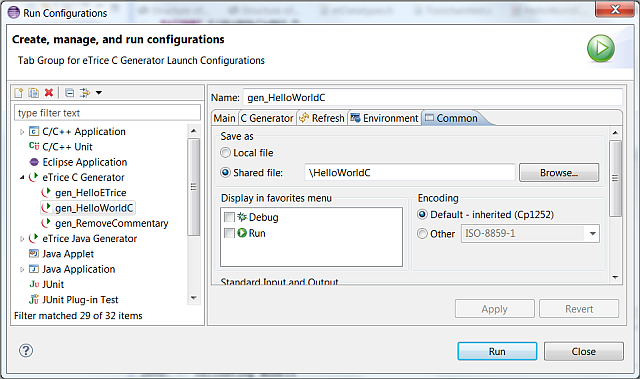 Run Configurations
Create, manage, and run configurations
Tab Group for eTrice C Generator Launch Configurations
type filter text
C/C++ Application
C/C++ Unit
Eclipse Application
eTrice C Generator
gen_HelloETrice
gen_HelloWorldC
gen_RemoveCommentary
eTrice Java Generator
Java Applet
Java Application
JUnit
JUnit Plug-in Test
Filter matched 29 of 32 items
Name: gen_HelloWorldC
Main C Generator Refresh Environment Common
Save as
Local file
Shared file: \HelloWorldC Browse...
Display in favorites menu
Debug
Run
Encoding
Default - inherited (Cp1252)
Other ISO-8859-1
Standard Input and Output
Apply Revert
Run Close